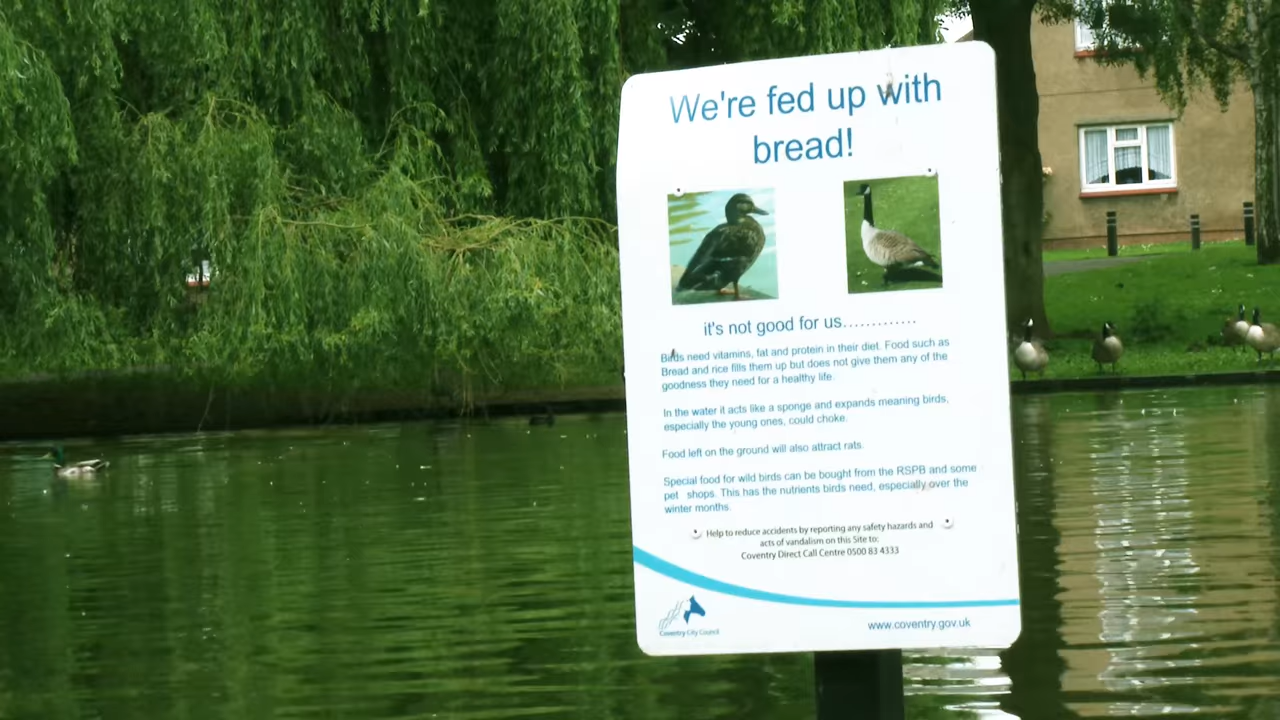 We're fed up with
bread!
it's not good for us.............
Birds need vitamins, fat and protein in their diet. Food such as
Bread and rice fills them up but does not give them any of the
goodness they need for a healthy life.
In the water it acts like a sponge and expands meaning birds,
especially the young ones, could choke.
Food left on the ground will also attract rats.
Special food for wild birds can be bought from the RSPB and some
pet shops. This has the nutrients birds need, especially over the
winter months.
Help to reduce accidents by reporting any safety hazards and
acts of vandalism on this Site to:
Coventry Direct Call Centre 0500 83 4333
Coventry City Council
www.coventry.gov.uk